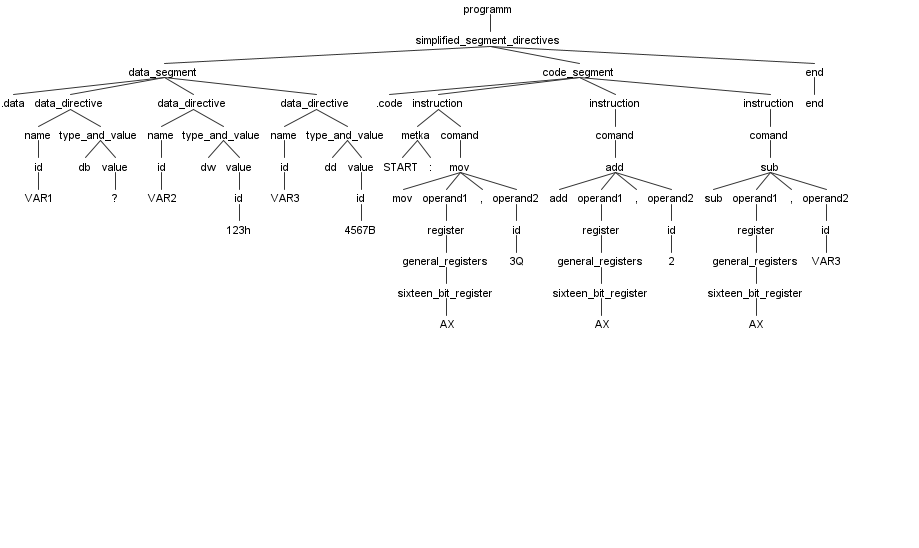 programm
simplified_segment_directives
data_segment code_segment end
.data data_directive data_directive data_directive .code instruction instruction instruction end
name type_and_value name type_and_value name type_and_value metka comand comand comand
id db value id dw value id dd value START : mov add sub
VAR1 ? VAR2 id VAR3 id mov operand1 , operand2 add operand1 , operand2 sub operand1 , operand2
123h 4567B register id register id register id
general_registers 3Q general_registers 2 general_registers VAR3
sixteen_bit_register sixteen_bit_register sixteen_bit_register
AX AX AX